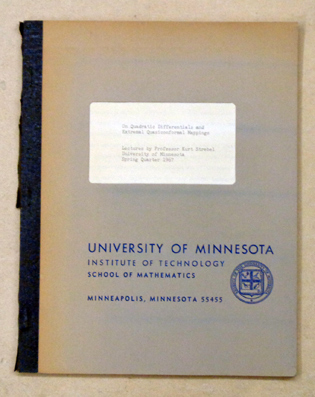 On Quadratic Differentials and
Extremal Quasiconformal Mappings
Lectures by Professor Kurt Strebel
University of Minnesota
Spring Quarter 1967
UNIVERSITY OF MINNESOTA
INSTITUTE OF TECHNOLOGY
SCHOOL OF MATHEMATICS
MINNEAPOLIS, MINNESOTA 55455